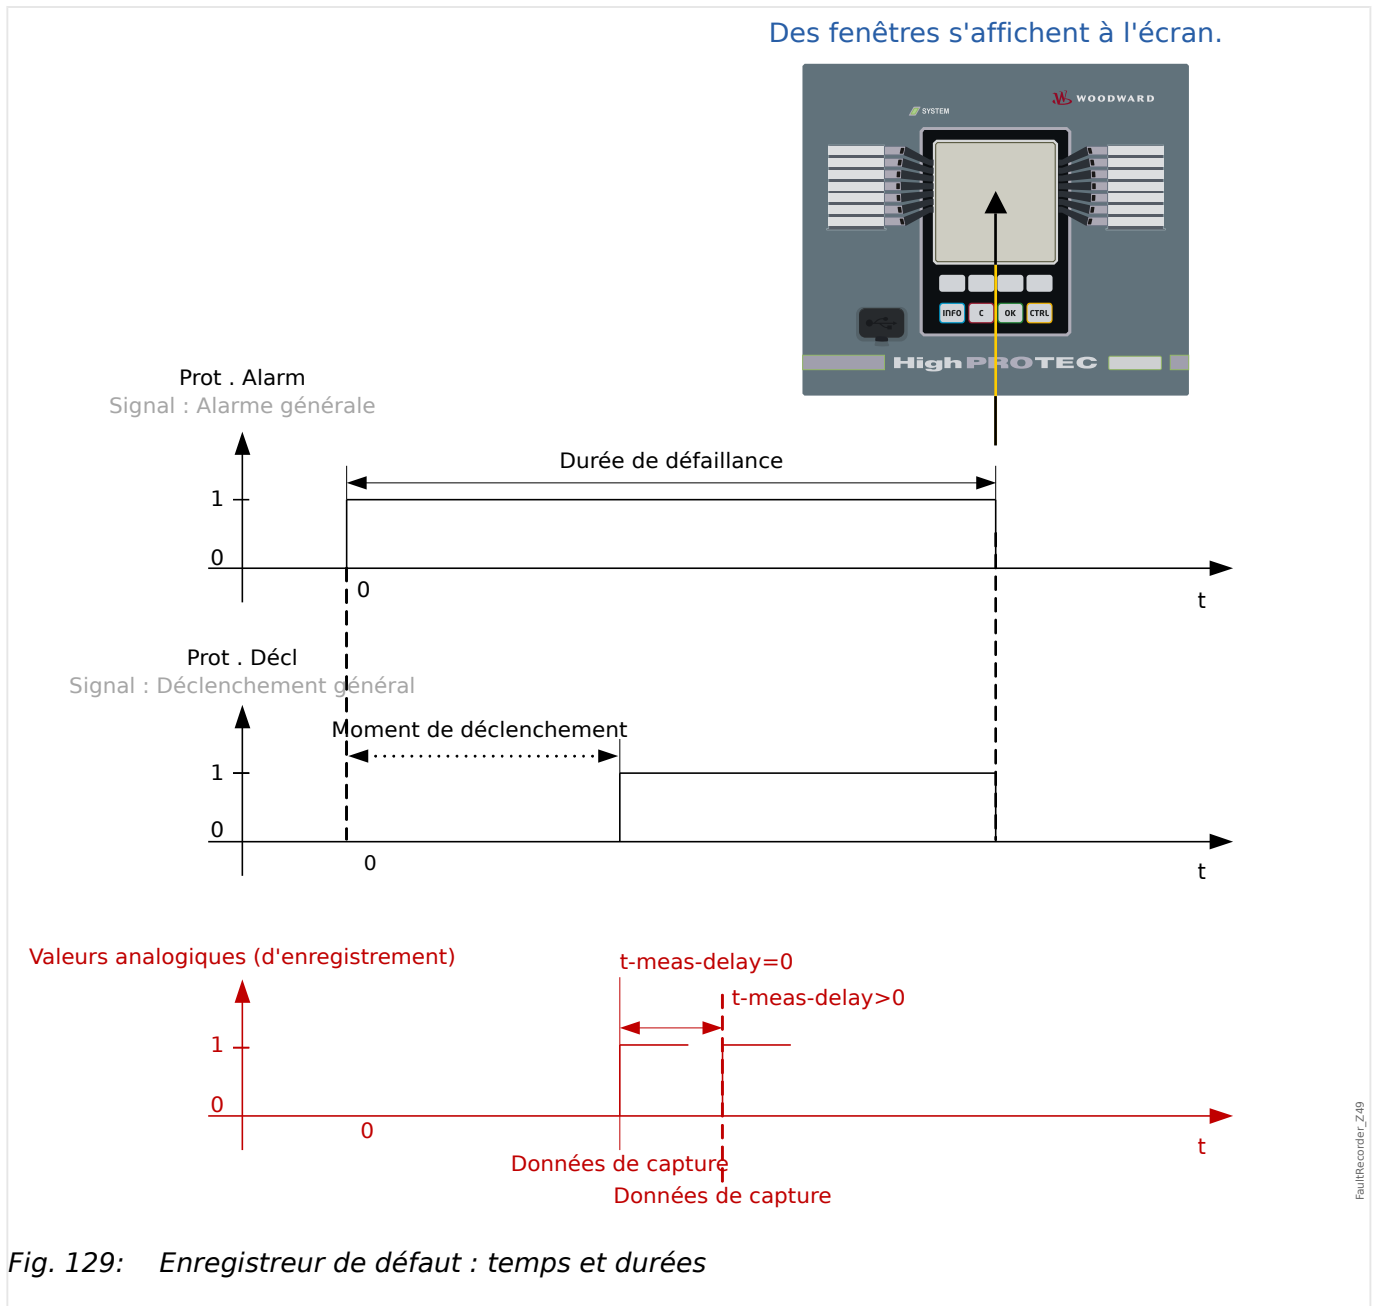 Des fenêtres s'affichent à l'écran.
WOODWARD
SYSTEM
INFO
C
OK
CTRL
HighPROTEC
Prot . Alarm
Signal : Alarme générale
Durée de défaillance
1
0
0
t
Prot . Décl
Signal : Déclenchement général
Moment de déclenchement
1
0
0
t
Valeurs analogiques (d'enregistrement)
t-meas-delay=0
t-meas-delay>0
1
0
0
t
Données de capture
Données de capture
FaultRecorder_Z49
Fig. 129: Enregistreur de défaut : temps et durées